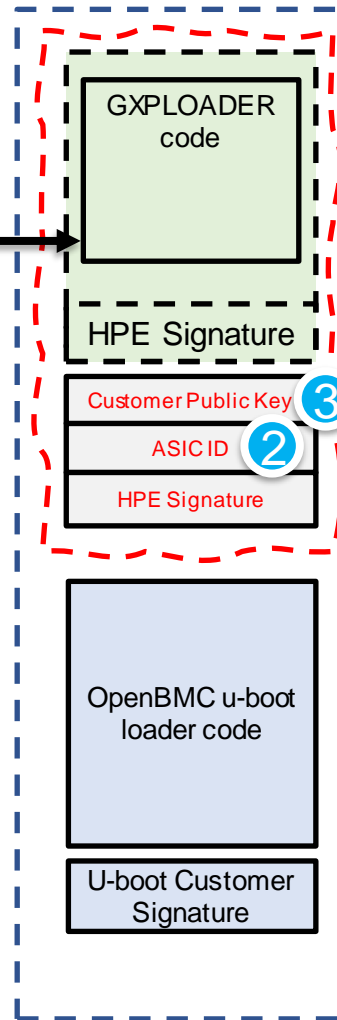 GXPLOADER
code
HPE Signature
Customer Public Key
3
ASIC ID
2
HPE Signature
OpenBMC u-boot
loader code
U-boot Customer
Signature